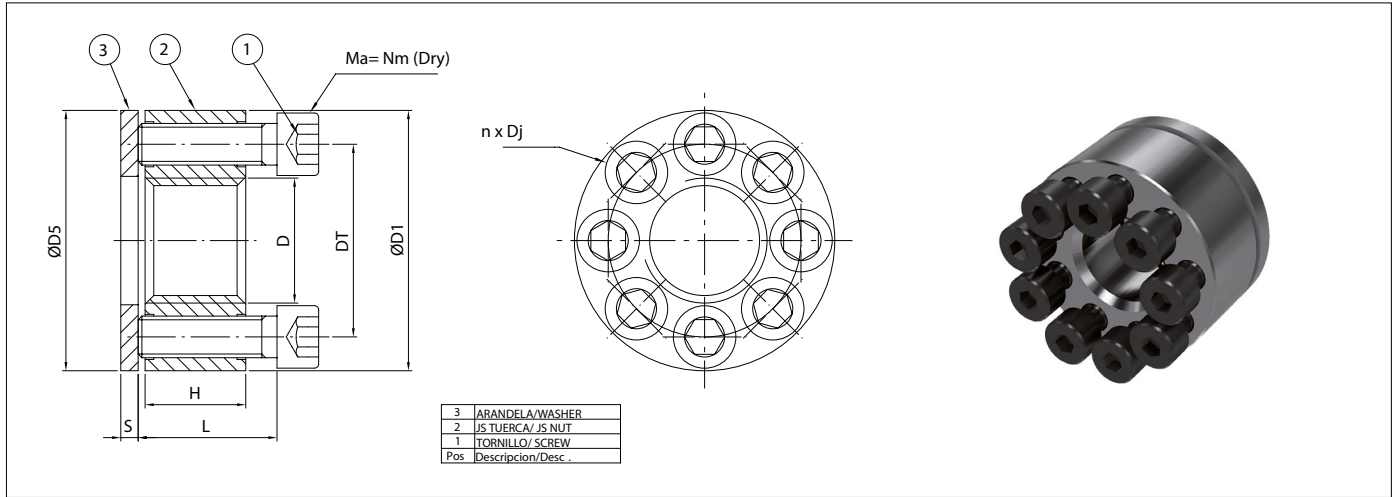 3
2
1
Ma= Nm (Dry)
n x Dj
ØD5
D
DT
ØD1
H
S
L
3 ARANDELA/WASHER
2 JS TUERCA/ JS NUT
1 TORNILLO/ SCREW
Pos Descripcion/Desc .